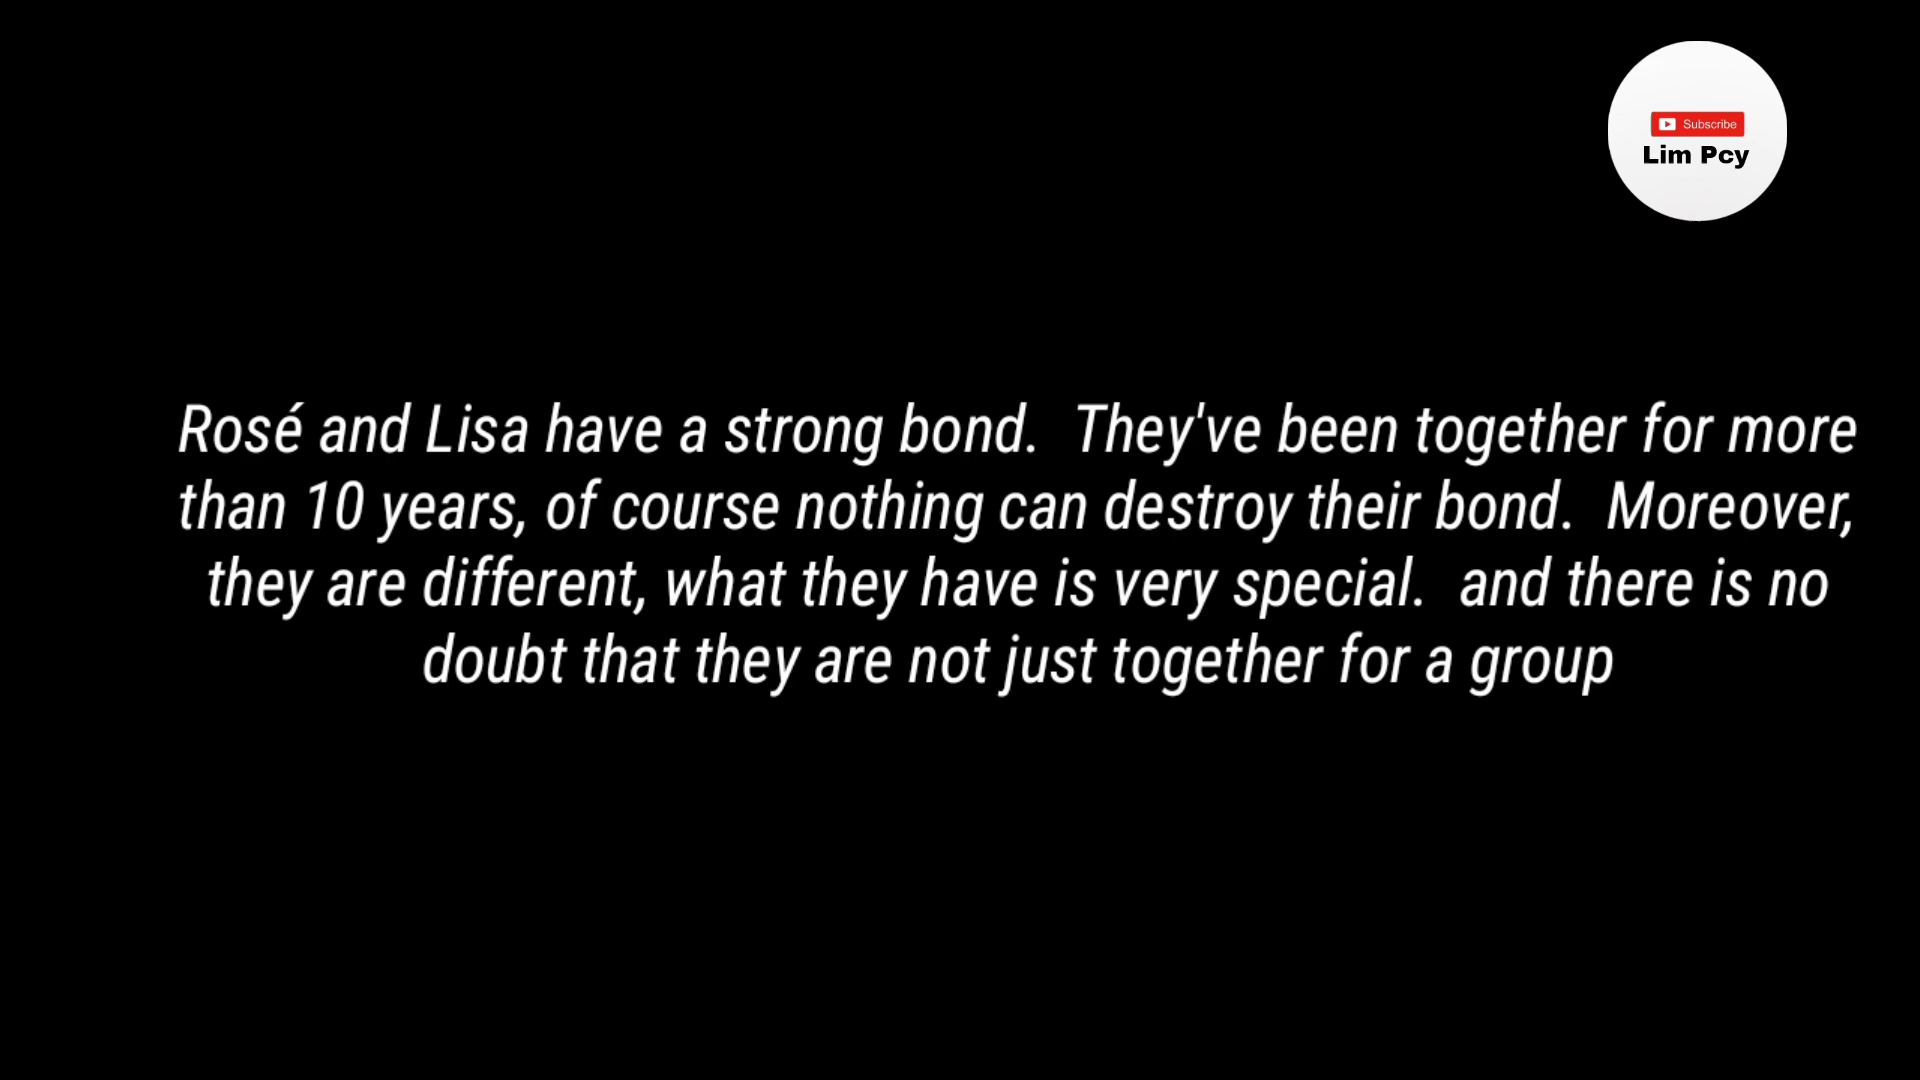 Subscribe
Lim Pcy
Rosé and Lisa have a strong bond.  They've been together for more
than 10 years, of course nothing can destroy their bond.  Moreover,
they are different, what they have is very special.  and there is no
doubt that they are not just together for a group